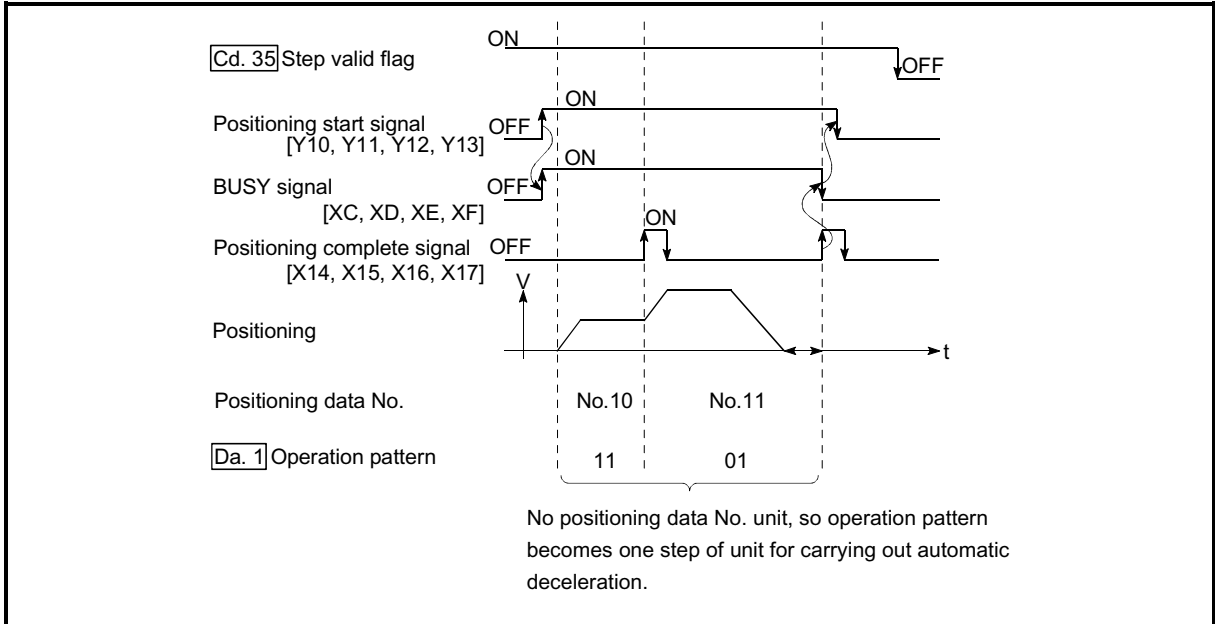 ON
Cd. 35 Step valid flag
OFF
ON
Positioning start signal OFF
[Y10, Y11, Y12, Y13]
ON
BUSY signal OFF
[XC, XD, XE, XF]
ON
Positioning complete signal OFF
[X14, X15, X16, X17]
V
Positioning
t
Positioning data No. No.10 No.11
Da. 1 Operation pattern 11 01
No positioning data No. unit, so operation pattern
becomes one step of unit for carrying out automatic
deceleration.